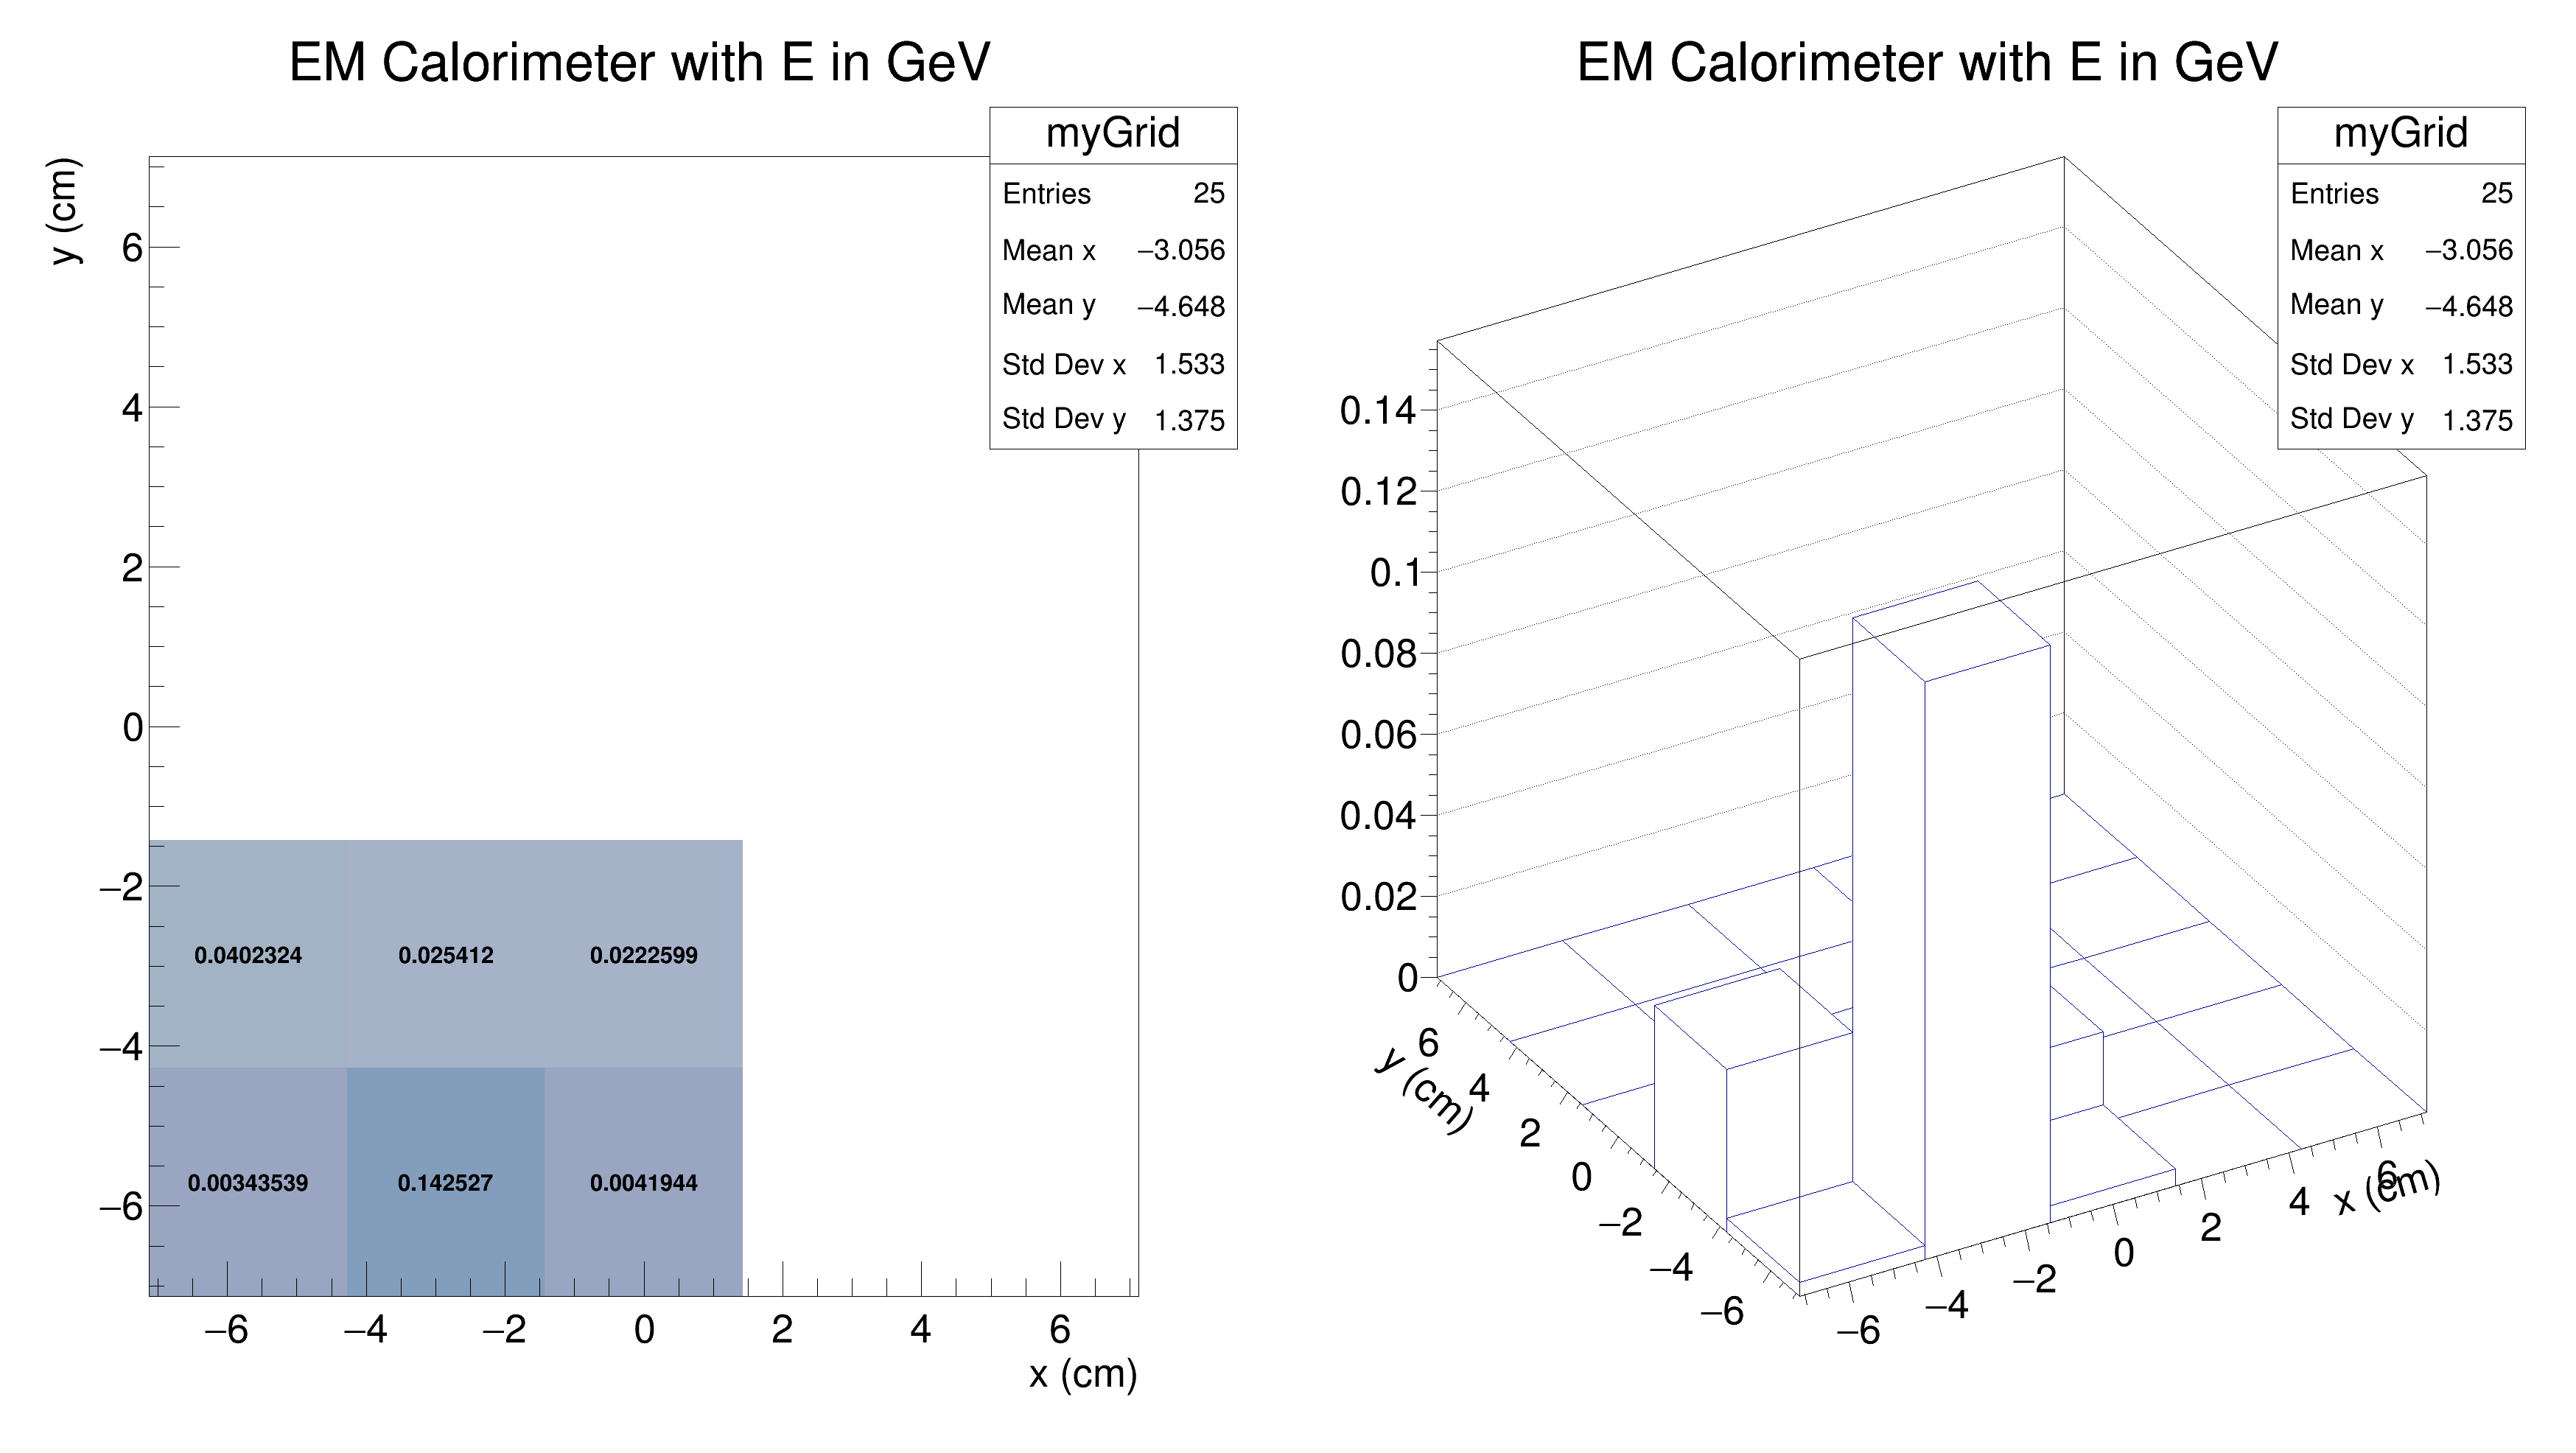 EM Calorimeter with E in GeV
myGrid
Entries 25
Mean x −3.056
Mean y −4.648
Std Dev x 1.533
Std Dev y 1.375
y (cm)
6
4
2
0
−2
−4
−6
0.0402324 0.025412 0.0222599
0.00343539 0.142527 0.0041944
−6 −4 −2 0 2 4 6
x (cm)
EM Calorimeter with E in GeV
myGrid
Entries 25
Mean x −3.056
Mean y −4.648
Std Dev x 1.533
Std Dev y 1.375
0.14
0.12
0.1
0.08
0.06
0.04
0.02
0
6
4
2
0
−2
−4
−6
y (cm)
−6
−4
−2
0
2
4
6
x (cm)